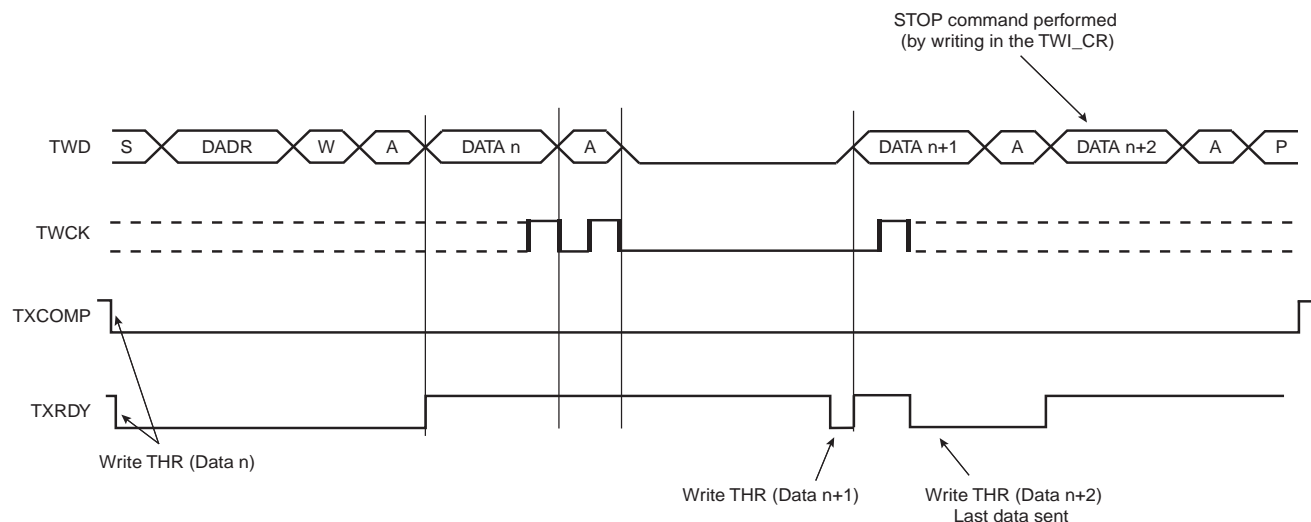 STOP command performed
(by writing in the TWI_CR)
TWD S DADR W A DATA n A DATA n+1 A DATA n+2 A P
TWCK
TXCOMP
TXRDY
Write THR (Data n)
Write THR (Data n+1) Write THR (Data n+2)
Last data sent